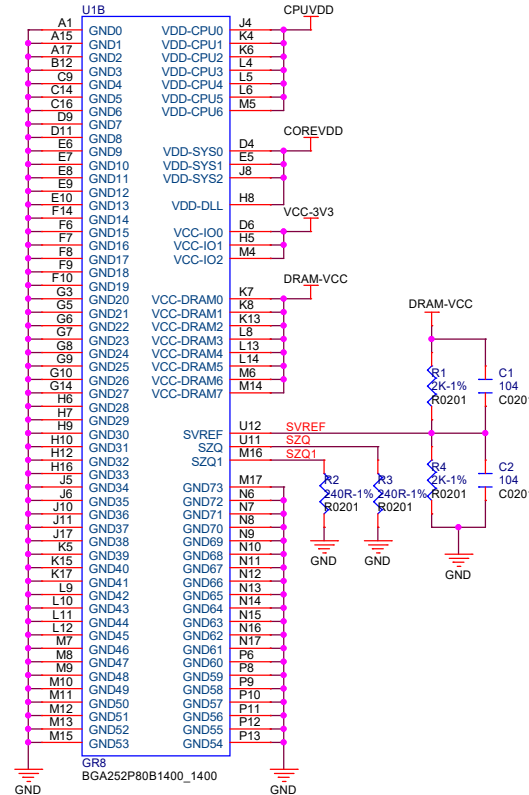 U1B
A1 GND0 VDD-CPU0 J4 CPUVDD
A15 GND1 VDD-CPU1 K4
A17 GND2 VDD-CPU2 K6
B12 GND3 VDD-CPU3 L4
C9 GND4 VDD-CPU4 L5
C14 GND5 VDD-CPU5 L6
C16 GND6 VDD-CPU6 M5
D9 GND7
D11 GND8
E6 GND9 VDD-SYS0 D4 COREVDD
E7 GND10 VDD-SYS1 E5
E8 GND11 VDD-SYS2 J8
E9 GND12
E10 GND13 VDD-DLL H8
F14 GND14
F6 GND15 VCC-IO0 D6 VCC-3V3
F7 GND16 VCC-IO1 H5
F8 GND17 VCC-IO2 M4
F9 GND18
F10 GND19
G3 GND20 VCC-DRAM0 K7 DRAM-VCC
G5 GND21 VCC-DRAM1 K8
G6 GND22 VCC-DRAM2 K13
G7 GND23 VCC-DRAM3 L8
G8 GND24 VCC-DRAM4 L13
G9 GND25 VCC-DRAM5 L14
G10 GND26 VCC-DRAM6 M6
G14 GND27 VCC-DRAM7 M14
H6 GND28
H7 GND29
H9 GND30 SVREF U12 SVREF
H10 GND31 SZQ U11 SZQ
H12 GND32 SZQ1 M16 SZQ1
H16 GND33
J5 GND34 GND73 M17
J6 GND35 GND72 N6
J10 GND36 GND71 N7
J11 GND37 GND70 N8
J17 GND38 GND69 N9
K5 GND39 GND68 N10
K15 GND40 GND67 N11
K17 GND41 GND66 N12
L9 GND42 GND65 N13
L10 GND43 GND64 N14
L11 GND44 GND63 N15
L12 GND45 GND62 N16
M7 GND46 GND61 N17
M8 GND47 GND60 P6
M9 GND48 GND59 P8
M10 GND49 GND58 P9
M11 GND50 GND57 P10
M12 GND51 GND56 P11
M13 GND52 GND55 P12
M15 GND53 GND54 P13
GR8
BGA252P80B1400_1400
GND
GND
DRAM-VCC
R1
2K-1%
R0201
C1
104
C0201
R4
2K-1%
R0201
C2
104
C0201
GND
R2
240R-1%
R0201
GND
R3
240R-1%
R0201
GND